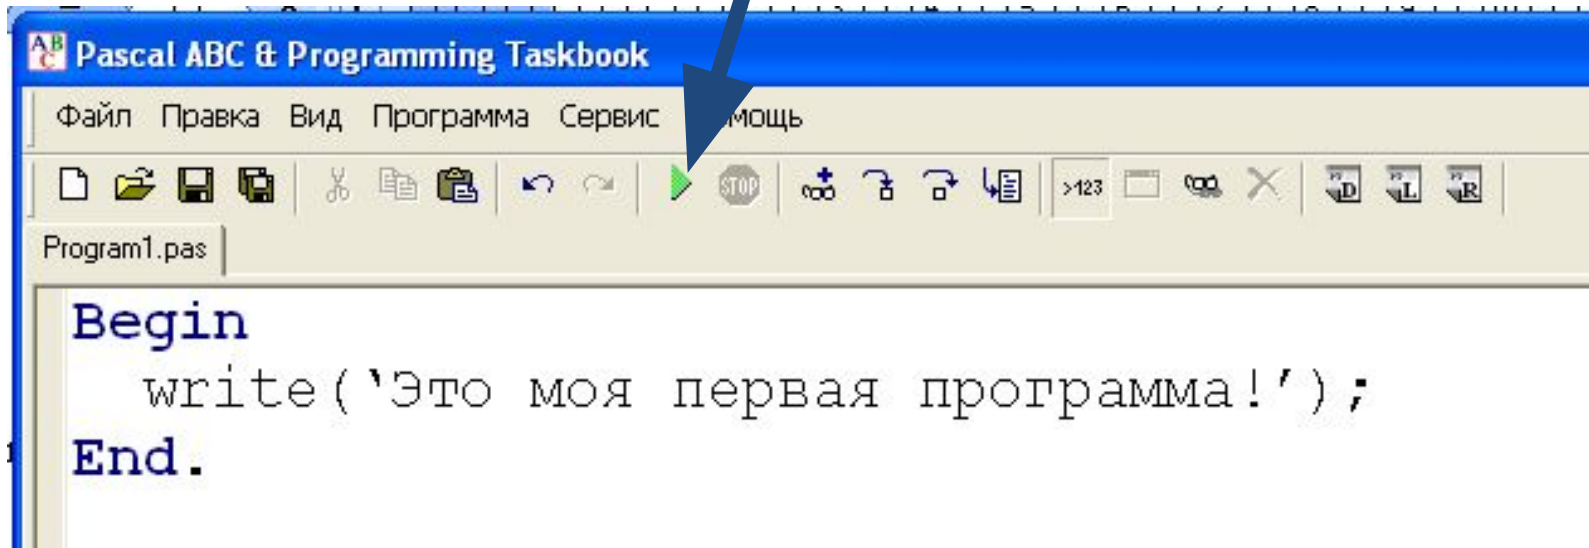 ABC Pascal ABC & Programming Taskbook
Файл Правка Вид Программа Сервис мощь
STOP >123 D L R
Program1.pas
Begin
write(‘Это моя первая программа!’);
End.